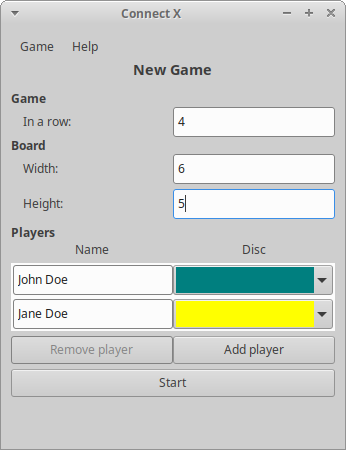 Connect X
Game Help
New Game
Game
In a row: 4
Board
Width: 6
Height: 5
Players
Name Disc
John Doe
Jane Doe
Remove player Add player
Start